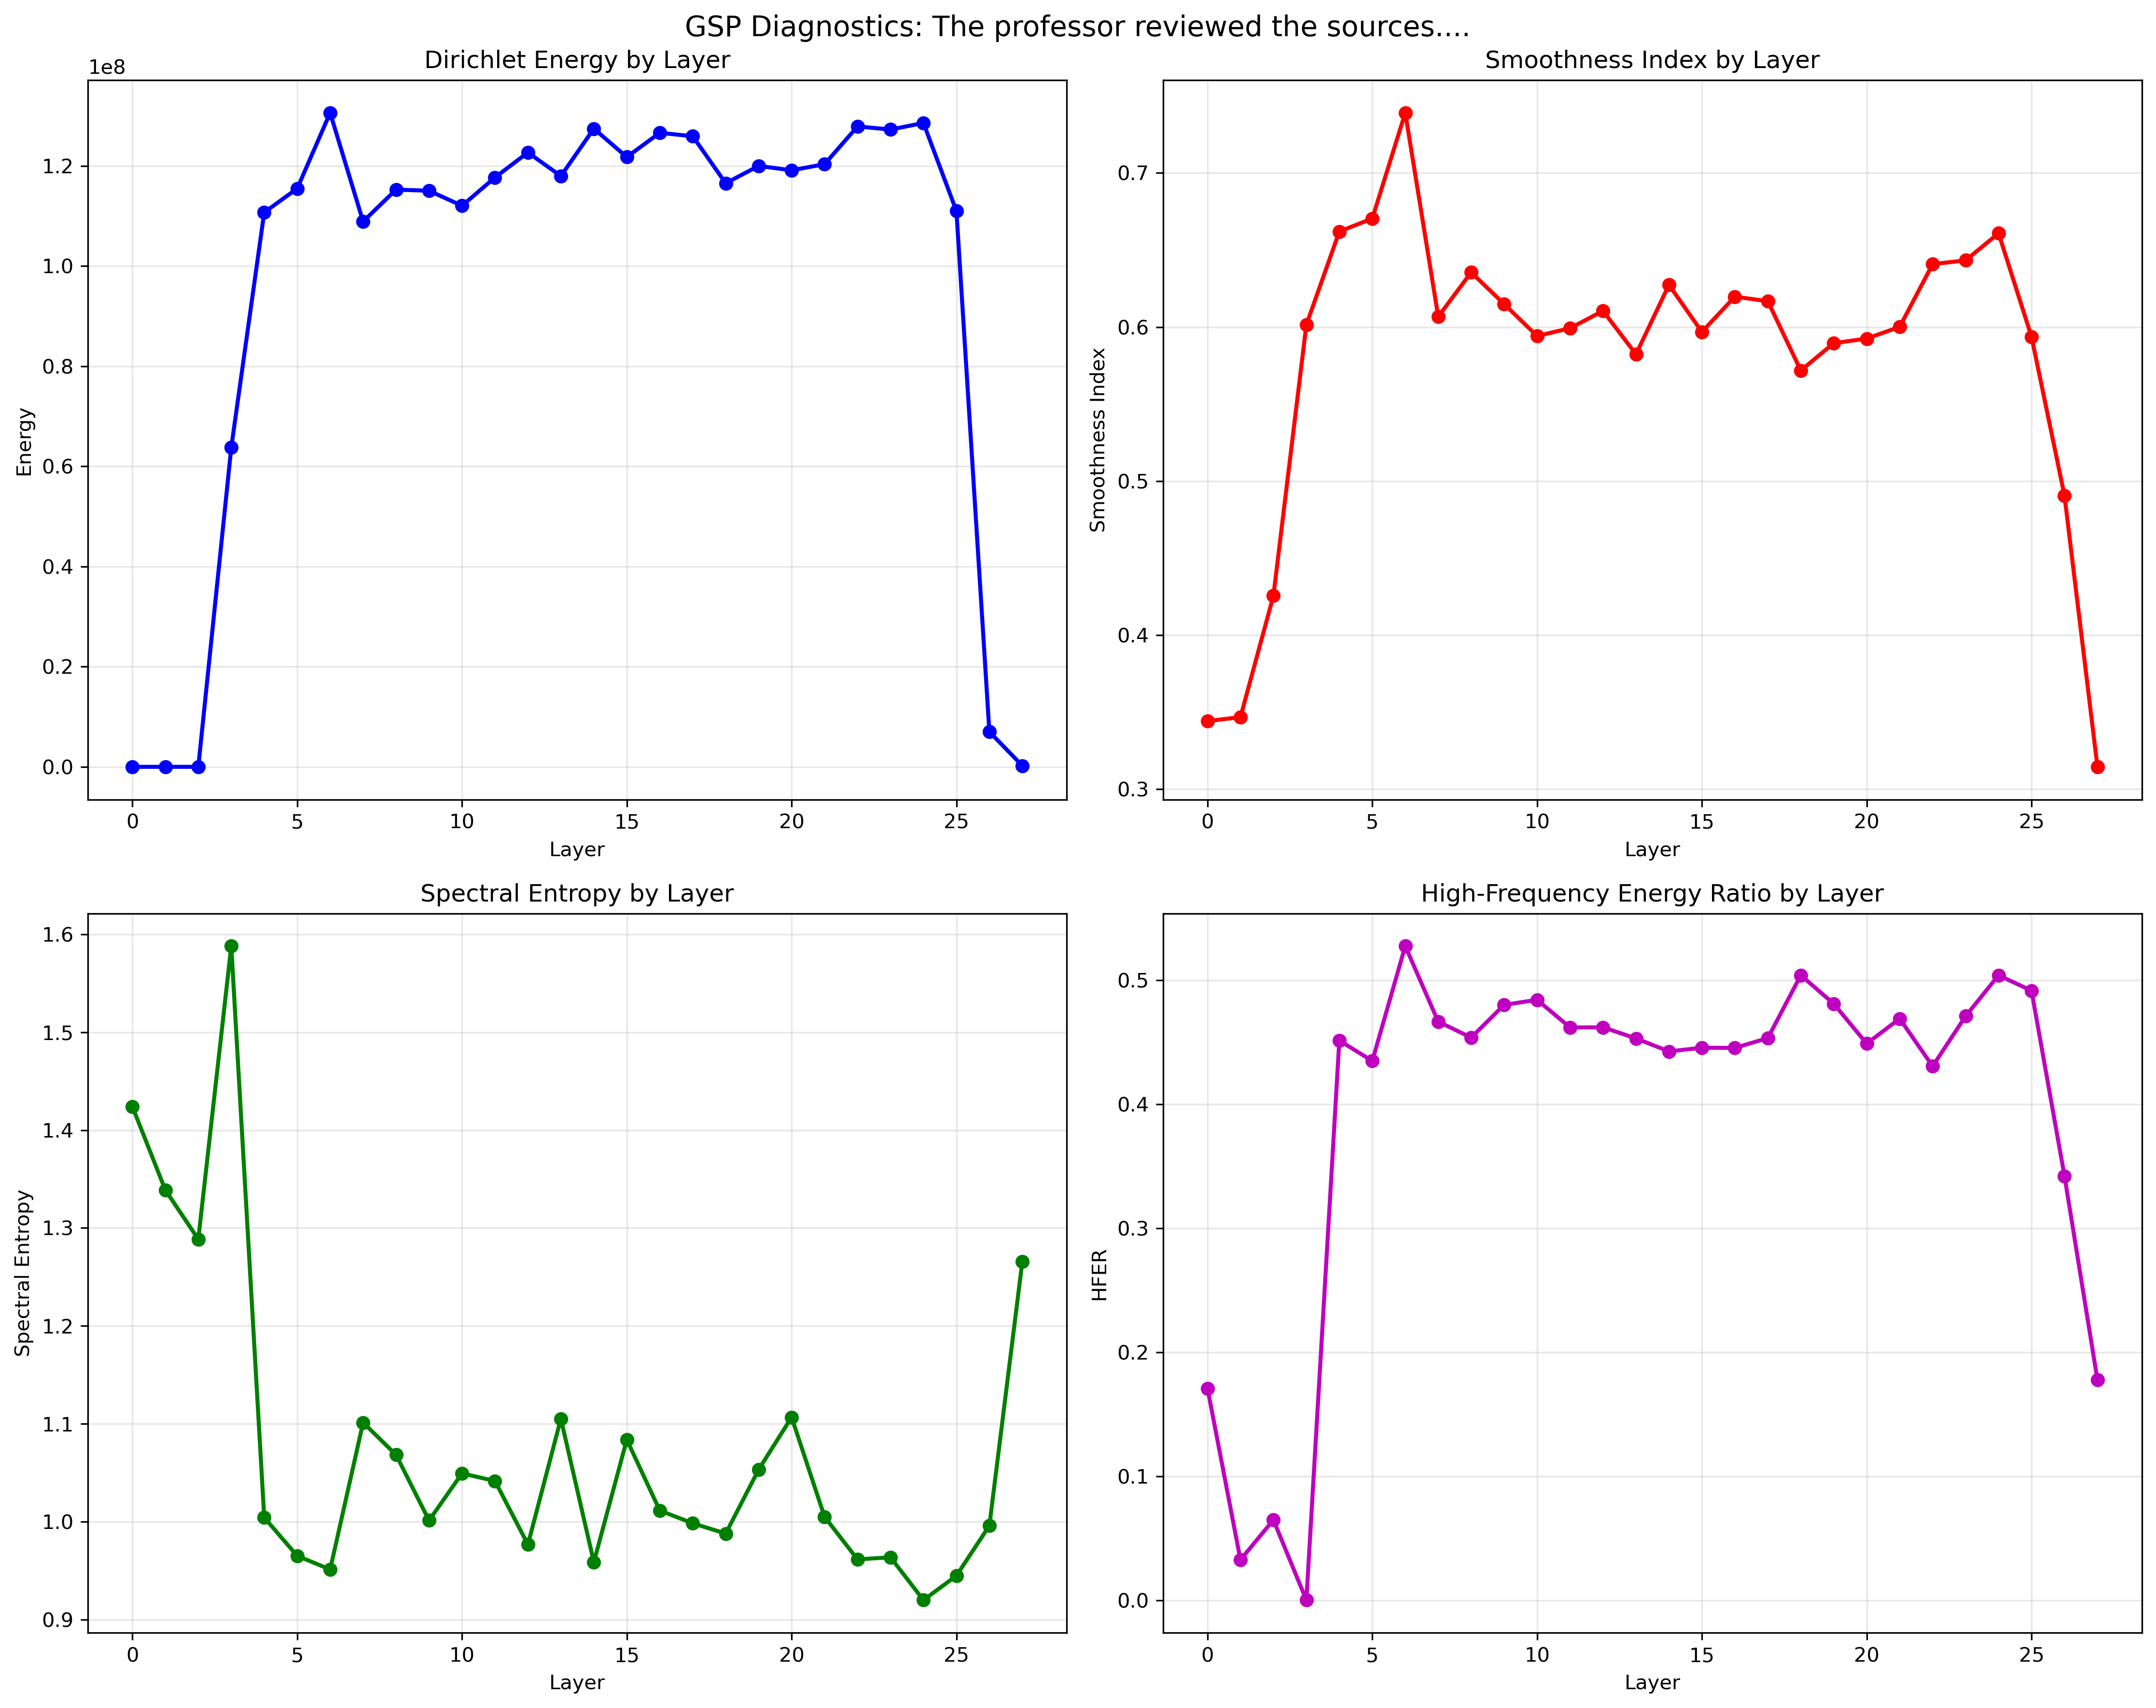 GSP Diagnostics: The professor reviewed the sources....
Dirichlet Energy by Layer
1e8
1.2
1.0
0.8
0.6
0.4
0.2
0.0
Energy
0 5 10 15 20 25
Layer
Smoothness Index by Layer
0.7
0.6
0.5
0.4
0.3
Smoothness Index
0 5 10 15 20 25
Layer
Spectral Entropy by Layer
1.6
1.5
1.4
1.3
1.2
1.1
1.0
0.9
Spectral Entropy
0 5 10 15 20 25
Layer
High-Frequency Energy Ratio by Layer
0.5
0.4
0.3
0.2
0.1
0.0
HFER
0 5 10 15 20 25
Layer